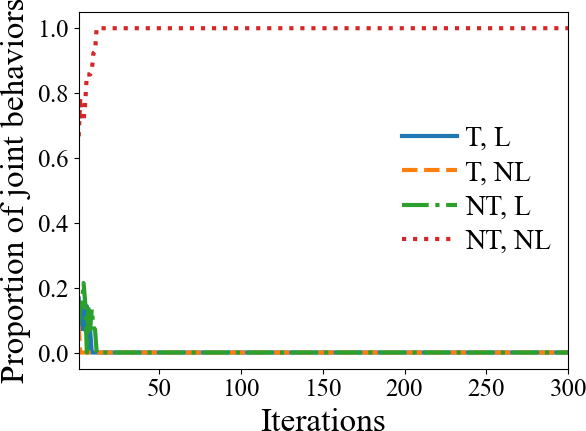 Proportion of joint behaviors
1.0
0.8
0.6
0.4
0.2
0.0
T, L
T, NL
NT, L
NT, NL
50 100 150 200 250 300
Iterations